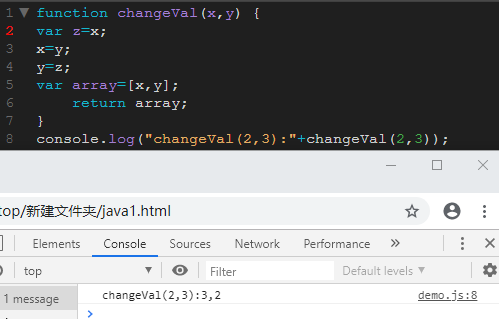 1 function changeVal(x,y) {
2 var z=x;
3 x=y;
4 y=z;
5 var array=[x,y];
6 return array;
7 }
8 console.log("changeVal(2,3):"+changeVal(2,3));
top/新建文件夹/java1.html
Elements Console Sources Network Performance »
top Filter Default levels
1 message changeVal(2,3):3,2 demo.js:8
>